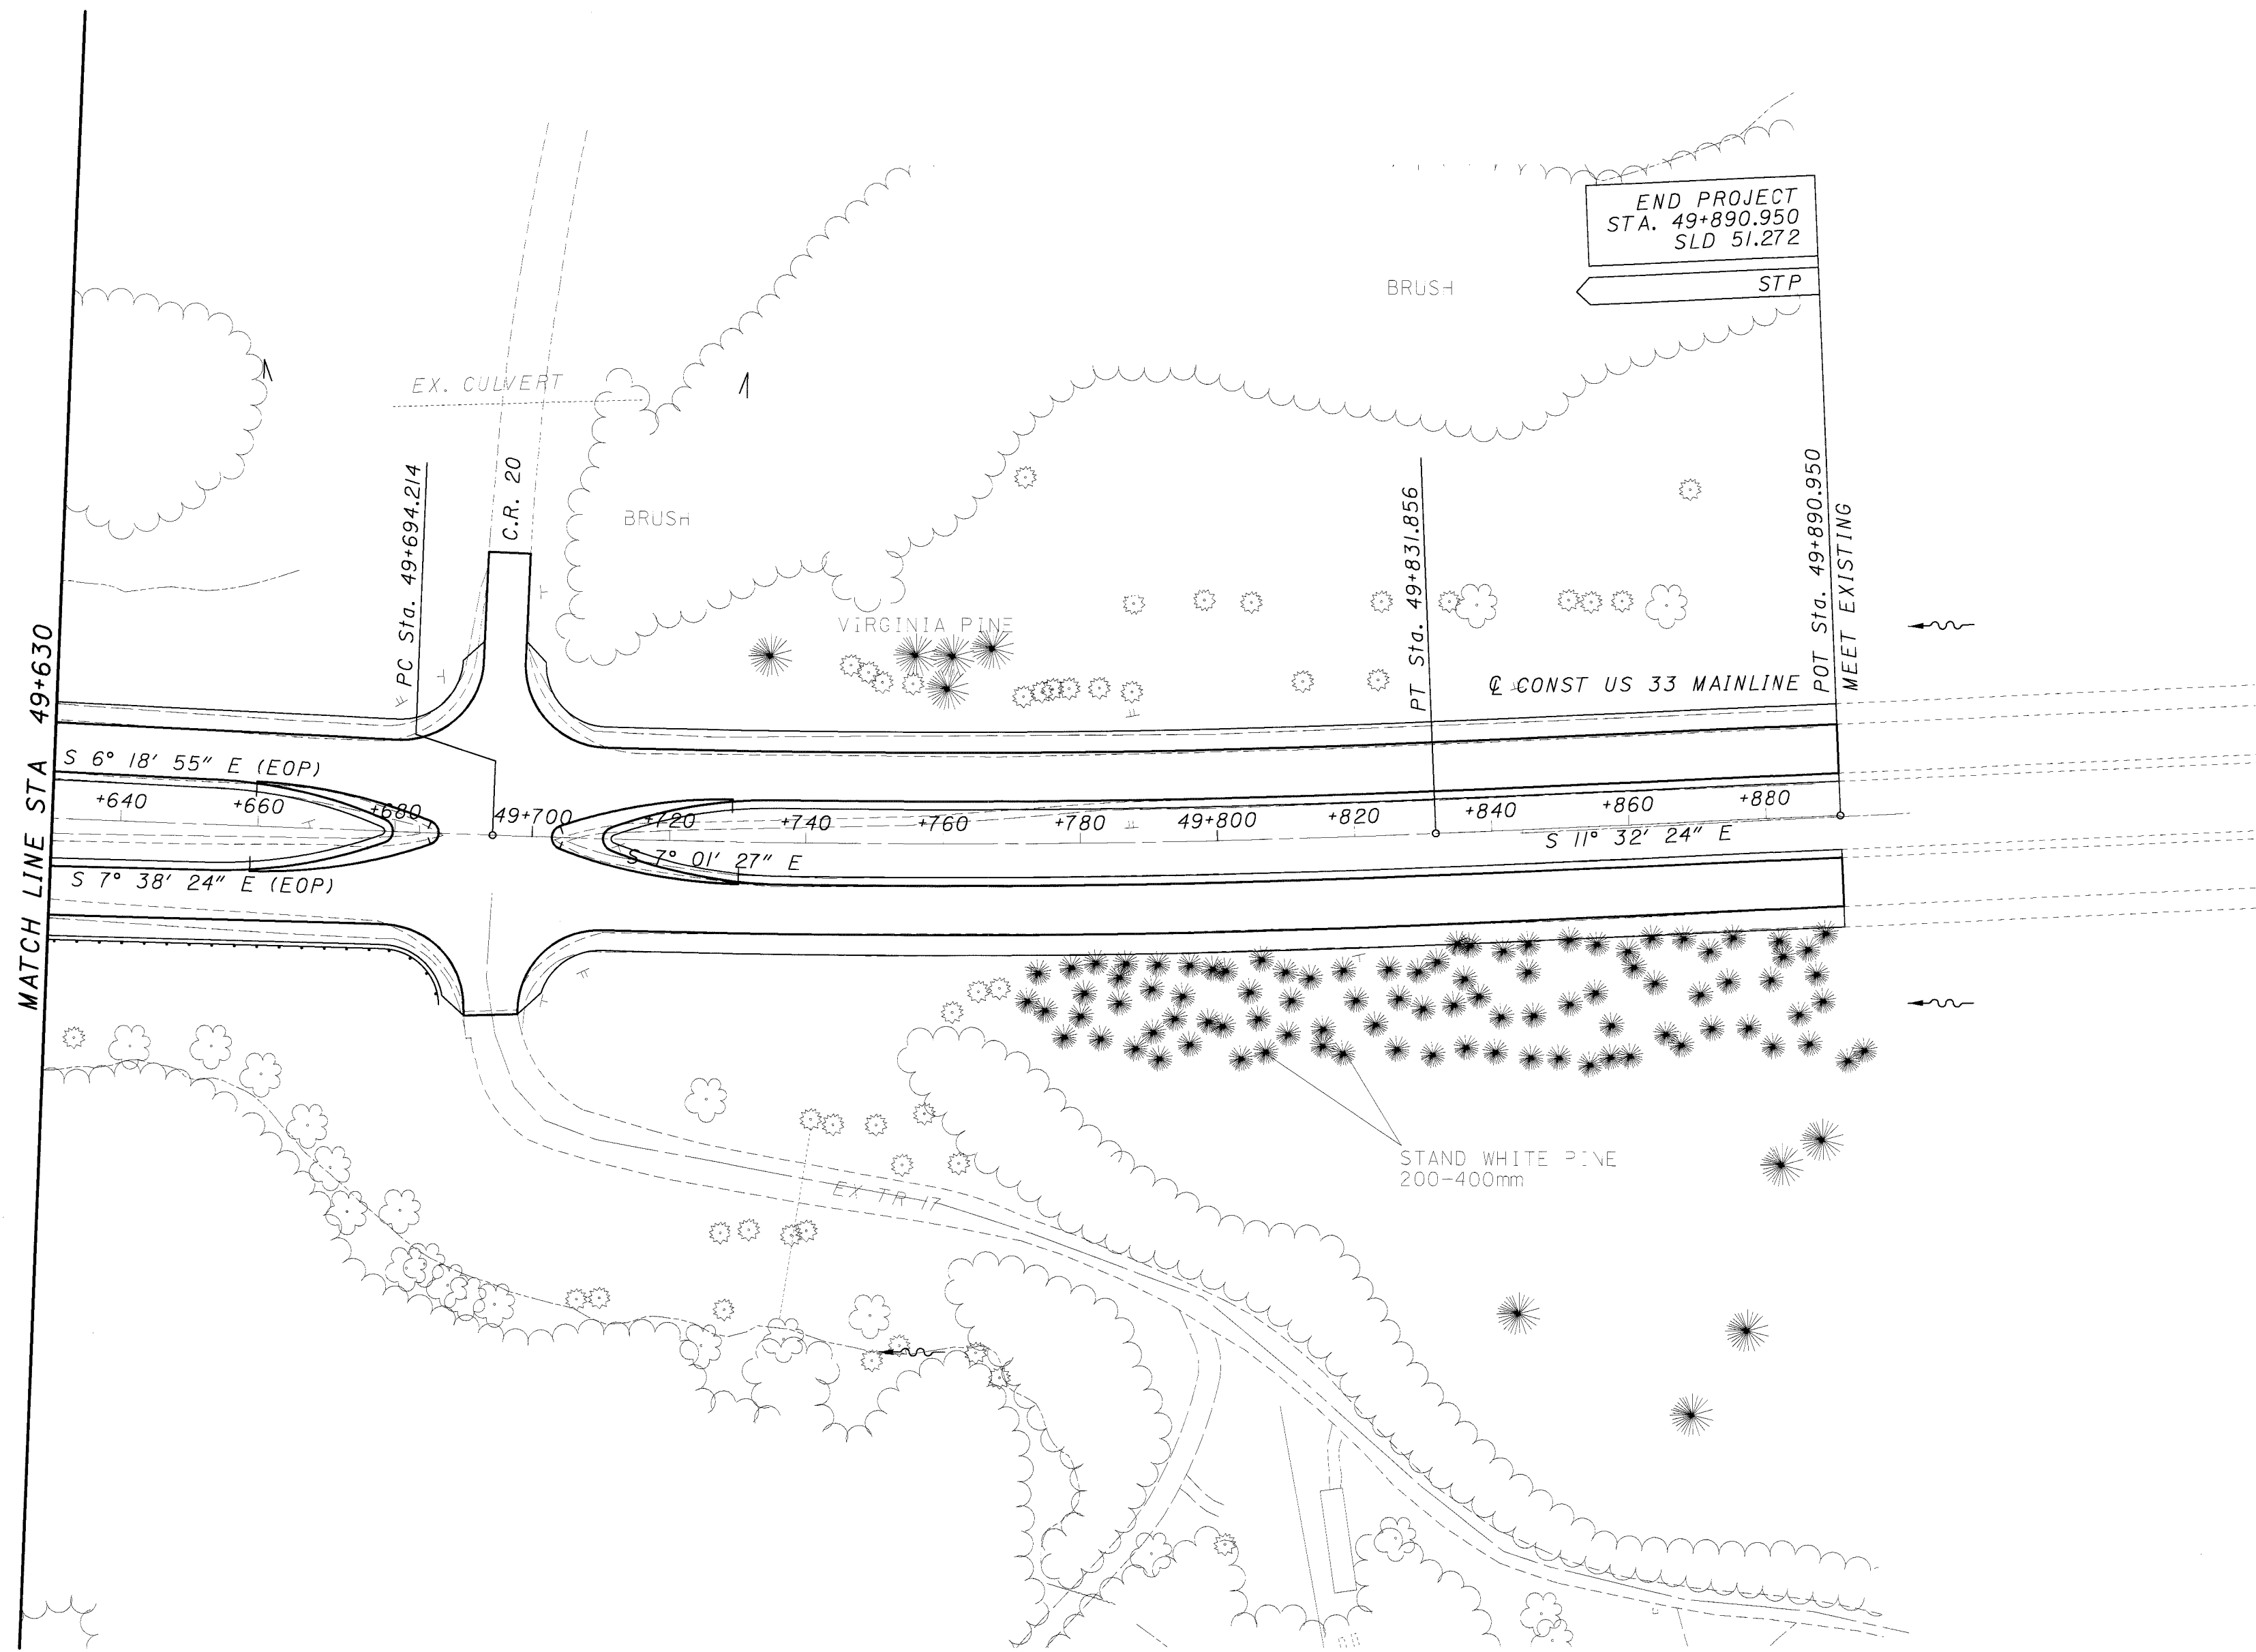 END PROJECT
STA. 49+890.950
SLD 51.272
STP
BRUSH
EX. CULVERT
C.R. 20
BRUSH
PC Sta. 49+694.214
PT Sta. 49+831.856
POT Sta. 49+890.950
MEET EXISTING
VIRGINIA PINE
℄ CONST US 33 MAINLINE
MATCH LINE STA 49+630
S 6° 18' 55" E (EOP)
+640
+660
+680
49+700
+720
+740
+760
+780
49+800
+820
+840
+860
+880
S 11° 32' 24" E
S 7° 01' 27" E
S 7° 38' 24" E (EOP)
STAND WHITE PINE
200-400mm
EX TR 17